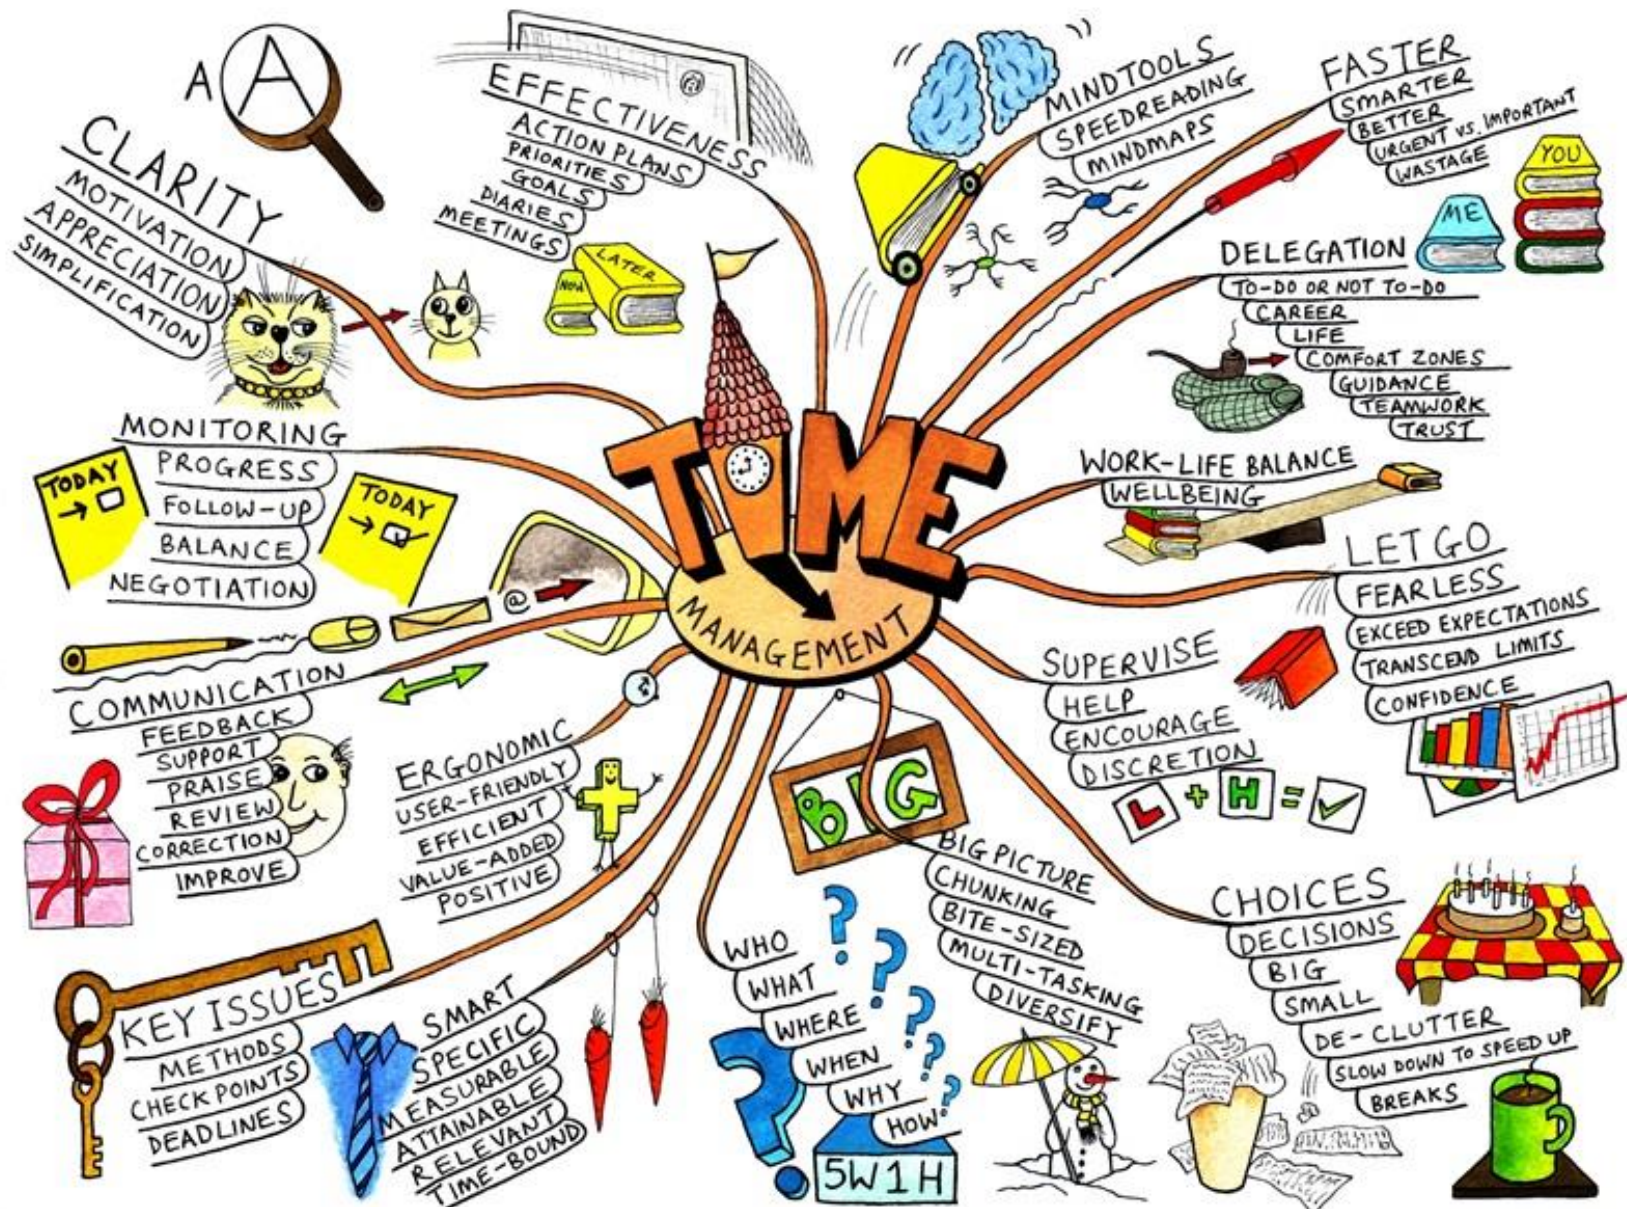 TIME
MANAGEMENT
A A
CLARITY
MOTIVATION
APPRECIATION
SIMPLIFICATION
EFFECTIVENESS
ACTION PLANS
PRIORITIES
GOALS
DIARIES
MEETINGS
@
NOW
LATER
MINDTOOLS
SPEEDREADING
MINDMAPS
FASTER
SMARTER
BETTER
URGENT VS. IMPORTANT
WASTAGE
YOU
ME
DELEGATION
TO-DO OR NOT TO-DO
CAREER
LIFE
COMFORT ZONES
GUIDANCE
TEAMWORK
TRUST
WORK-LIFE BALANCE
WELLBEING
LET GO
FEARLESS
EXCEED EXPECTATIONS
TRANSCEND LIMITS
CONFIDENCE
SUPERVISE
HELP
ENCOURAGE
DISCRETION
L + H =
CHOICES
DECISIONS
BIG
SMALL
DE-CLUTTER
SLOW DOWN TO SPEED UP
BREAKS
BIG
BIG PICTURE
CHUNKING
BITE-SIZED
MULTI-TASKING
DIVERSIFY
WHO
WHAT
WHERE
WHEN
WHY
HOW
? ? ? ? ? ?
5W1H
SMART
SPECIFIC
MEASURABLE
ATTAINABLE
RELEVANT
TIME-BOUND
KEY ISSUES
METHODS
CHECKPOINTS
DEADLINES
ERGONOMIC
USER-FRIENDLY
EFFICIENT
VALUE-ADDED
POSITIVE
COMMUNICATION
FEEDBACK
SUPPORT
PRAISE
REVIEW
CORRECTION
IMPROVE
@
MONITORING
PROGRESS
FOLLOW-UP
BALANCE
NEGOTIATION
TODAY
TODAY